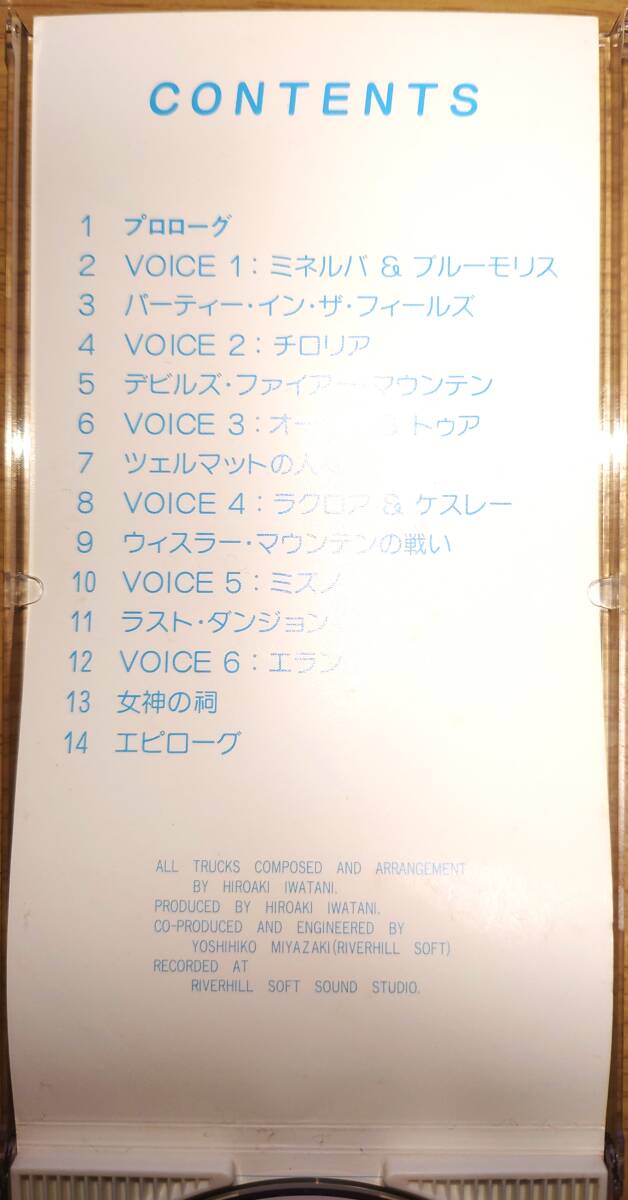 CONTENTS
1 プロローグ
2 VOICE 1：ミネルバ & ブルーモリス
3 パーティー・イン・ザ・フィールズ
4 VOICE 2：チロリア
5 デビルズ・ファイアー・マウンテン
6 VOICE 3： & トゥア
7 ツェルマットの
8 VOICE 4：ラクロア & ケスレー
9 ウィスラー・マウンテンの戦い
10 VOICE 5：ミズノ
11 ラスト・ダンジョン
12 VOICE 6：エラン
13 女神の祠
14 エピローグ
ALL TRUCKS COMPOSED AND ARRANGEMENT
BY HIROAKI IWATANI.
PRODUCED BY HIROAKI IWATANI.
CO-PRODUCED AND ENGINEERED BY
YOSHIHIKO MIYAZAKI(RIVERHILL SOFT)
RECORDED AT
RIVERHILL SOFT SOUND STUDIO.